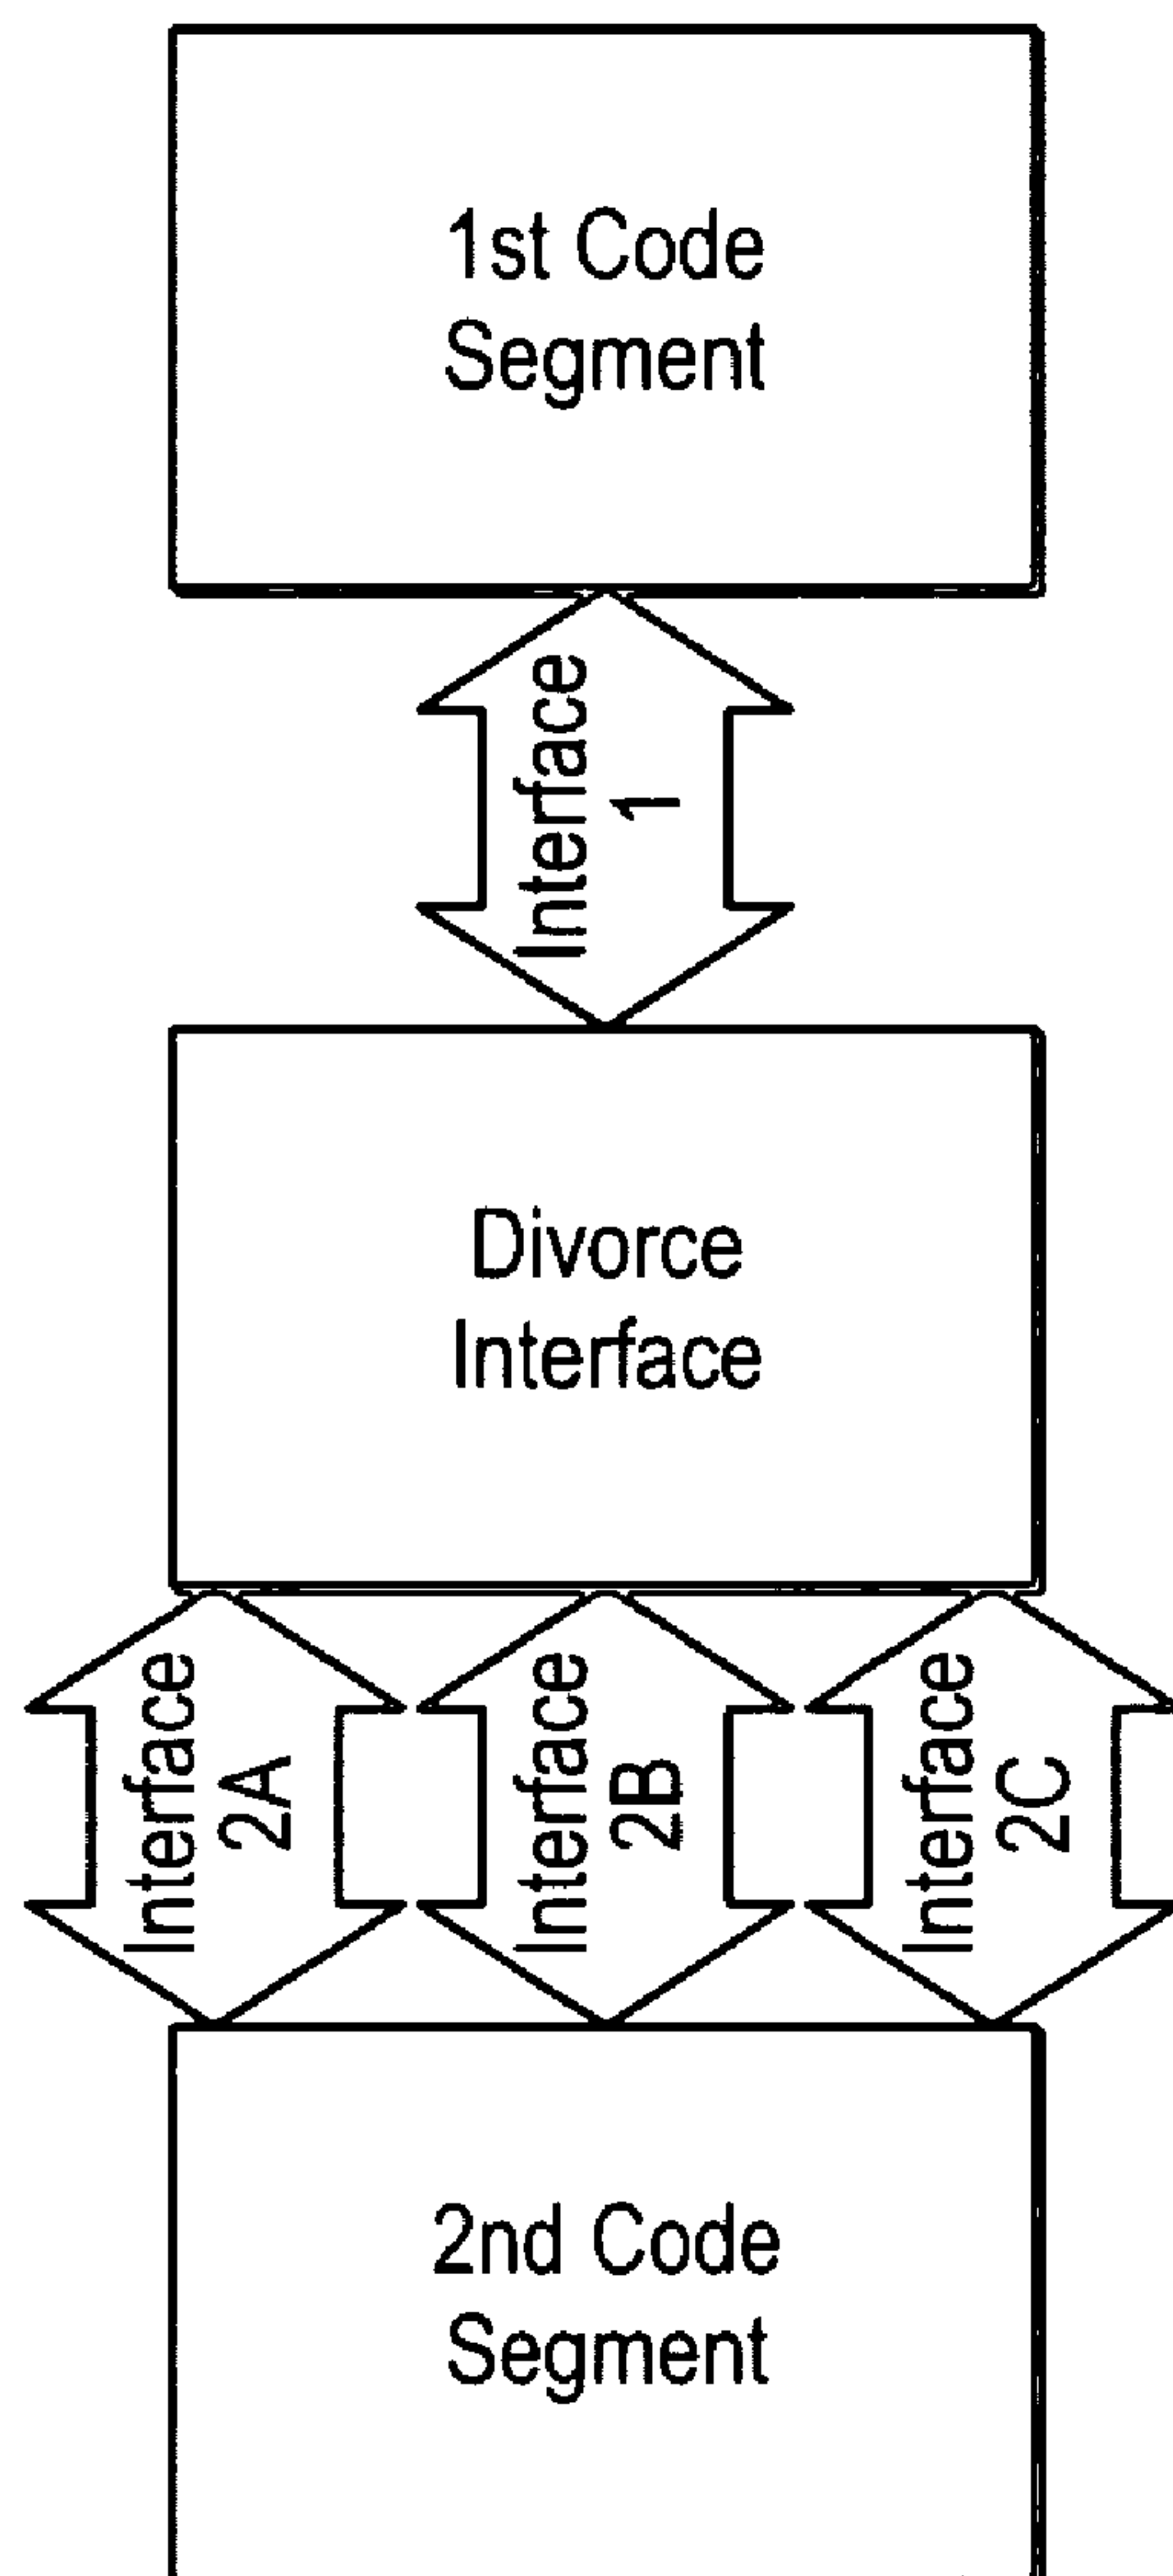 1st Code
Segment
Interface
1
Divorce
Interface
Interface
2A
Interface
2B
Interface
2C
2nd Code
Segment